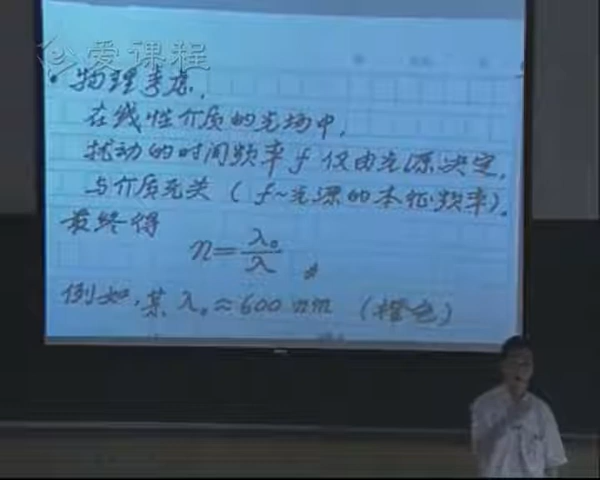 爱课程
• 物理考虑,
在线性介质的光场中,
扰动的时间频率 f 仅由光源决定,
与介质无关 ( f~光源的本征频率 ),
最终得
n = λ₀/λ
例如, 某 λ₀ ≈ 600 nm (橙色)